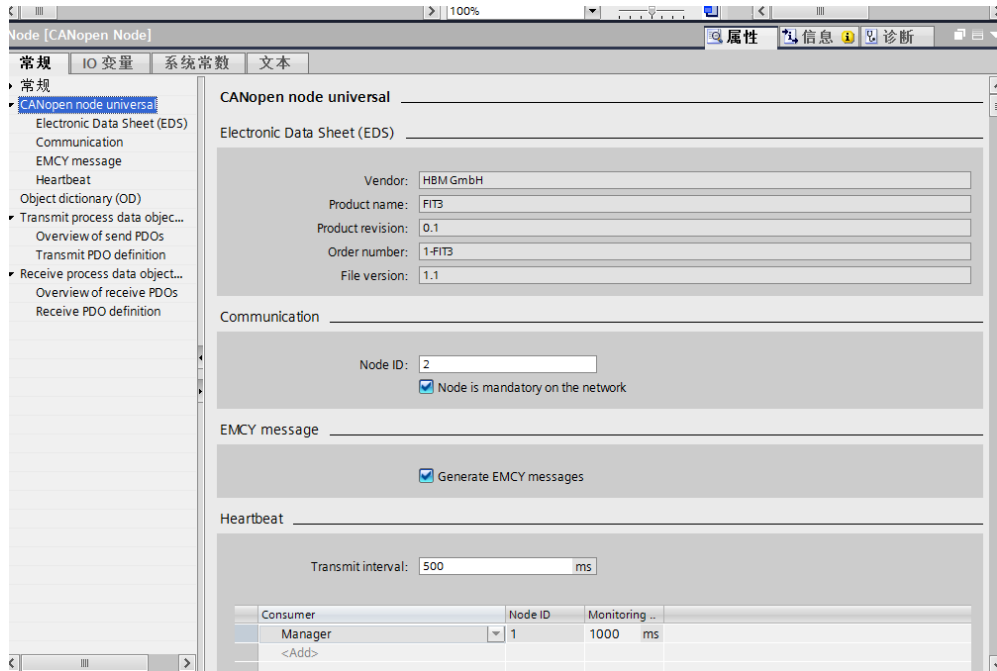 100%
Node [CANopen Node]
属性
信息
诊断
常规
IO 变量
系统常数
文本
常规
CANopen node universal
Electronic Data Sheet (EDS)
Communication
EMCY message
Heartbeat
Object dictionary (OD)
Transmit process data objec...
Overview of send PDOs
Transmit PDO definition
Receive process data object...
Overview of receive PDOs
Receive PDO definition
CANopen node universal
Electronic Data Sheet (EDS)
Vendor: HBM GmbH
Product name: FIT3
Product revision: 0.1
Order number: 1-FIT3
File version: 1.1
Communication
Node ID: 2
Node is mandatory on the network
EMCY message
Generate EMCY messages
Heartbeat
Transmit interval: 500 ms
Consumer Node ID Monitoring ..
Manager 1 1000 ms
<Add>